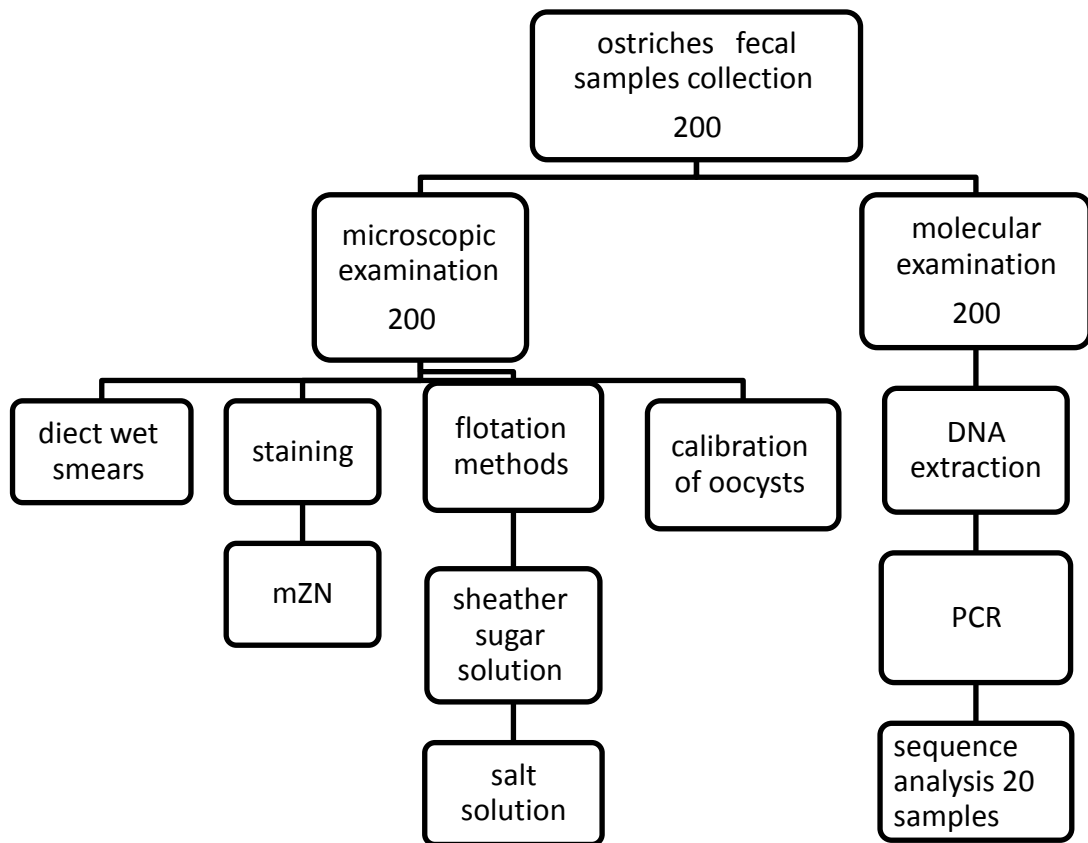 ostriches fecal
samples collection
200
microscopic
examination
200
molecular
examination
200
diect wet
smears
staining
flotation
methods
calibration
of oocysts
DNA
extraction
mZN
sheather
sugar
solution
PCR
salt
solution
sequence
analysis 20
samples